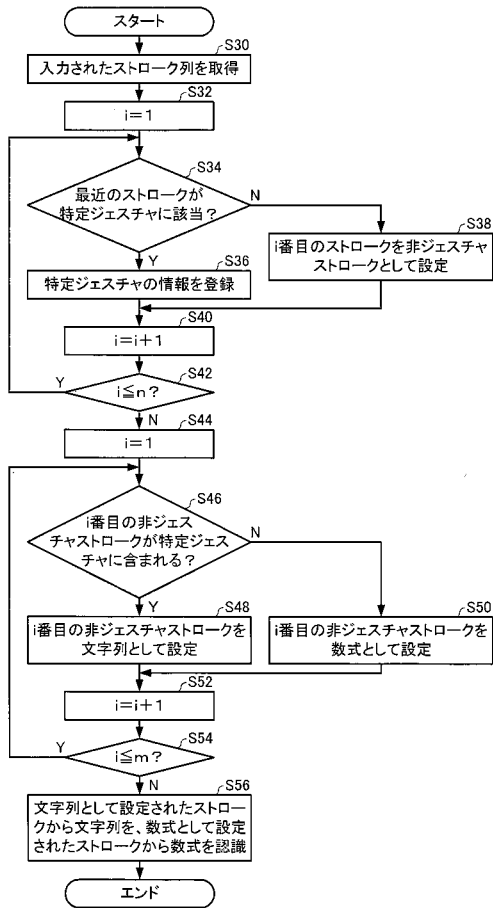 スタート
S30
入力されたストローク列を取得
S32
i=1
S34
最近のストロークが
特定ジェスチャに該当?
N
Y
S38
i番目のストロークを非ジェスチャ
ストロークとして設定
S36
特定ジェスチャの情報を登録
S40
i=i+1
S42
i≦n?
Y
N
S44
i=1
S46
i番目の非ジェス
チャストロークが特定ジェス
チャに含まれる?
N
Y
S48
i番目の非ジェスチャストロークを
文字列として設定
S50
i番目の非ジェスチャストロークを
数式として設定
S52
i=i+1
S54
i≦m?
Y
N
S56
文字列として設定されたストロー
クから文字列を、数式として設定
されたストロークから数式を認識
エンド